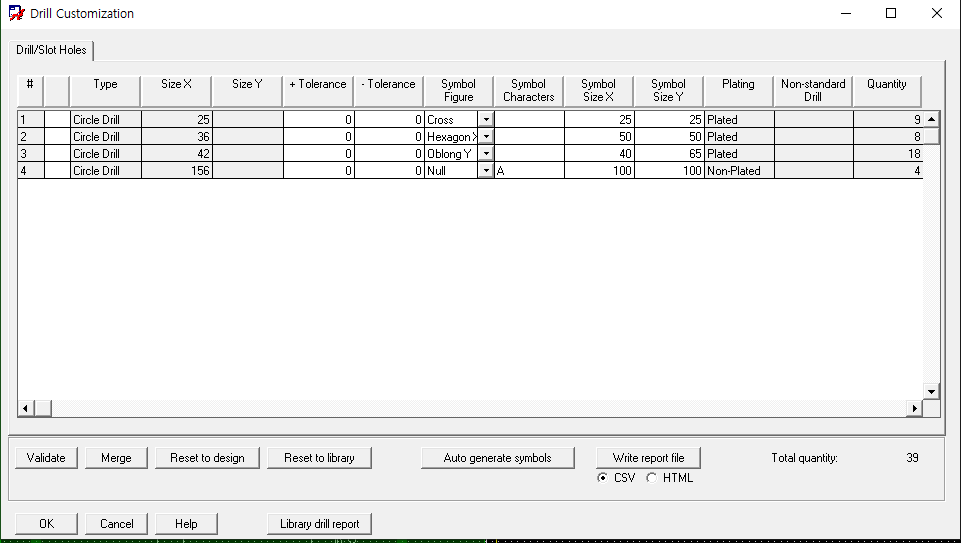 Drill Customization
Drill/Slot Holes
# Type Size X Size Y + Tolerance - Tolerance Symbol Figure Symbol Characters Symbol Size X Symbol Size Y Plating Non-standard Drill Quantity
1 Circle Drill 25 0 0 Cross 25 25 Plated 9
2 Circle Drill 36 0 0 Hexagon X 50 50 Plated 8
3 Circle Drill 42 0 0 Oblong Y 40 65 Plated 18
4 Circle Drill 156 0 0 Null A 100 100 Non-Plated 4
Validate Merge Reset to design Reset to library Auto generate symbols Write report file Total quantity: 39
CSV HTML
OK Cancel Help Library drill report